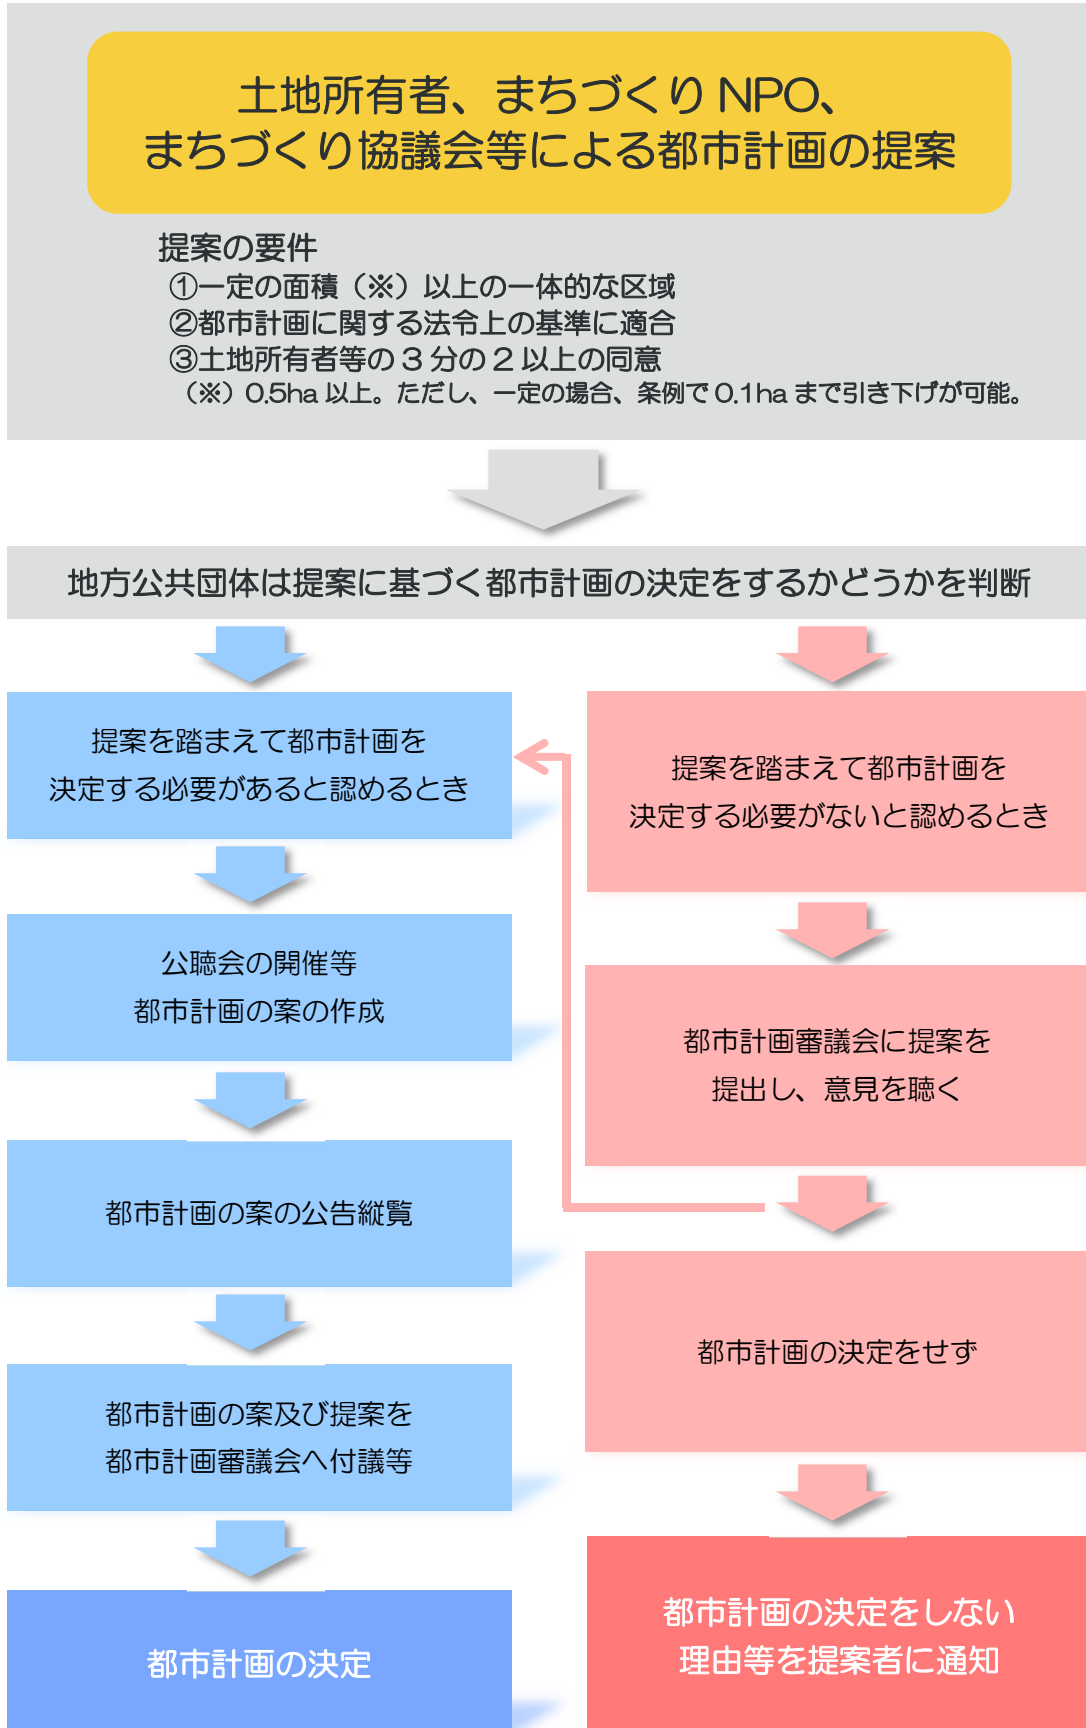 土地所有者、まちづくりNPO、
まちづくり協議会等による都市計画の提案
提案の要件
①一定の面積（※）以上の一体的な区域
②都市計画に関する法令上の基準に適合
③土地所有者等の3分の2以上の同意
（※）0.5ha以上。ただし、一定の場合、条例で0.1haまで引き下げが可能。
地方公共団体は提案に基づく都市計画の決定をするかどうかを判断
提案を踏まえて都市計画を
決定する必要があると認めるとき
公聴会の開催等
都市計画の案の作成
都市計画の案の公告縦覧
都市計画の案及び提案を
都市計画審議会へ付議等
都市計画の決定
提案を踏まえて都市計画を
決定する必要がないと認めるとき
都市計画審議会に提案を
提出し、意見を聴く
都市計画の決定をせず
都市計画の決定をしない
理由等を提案者に通知